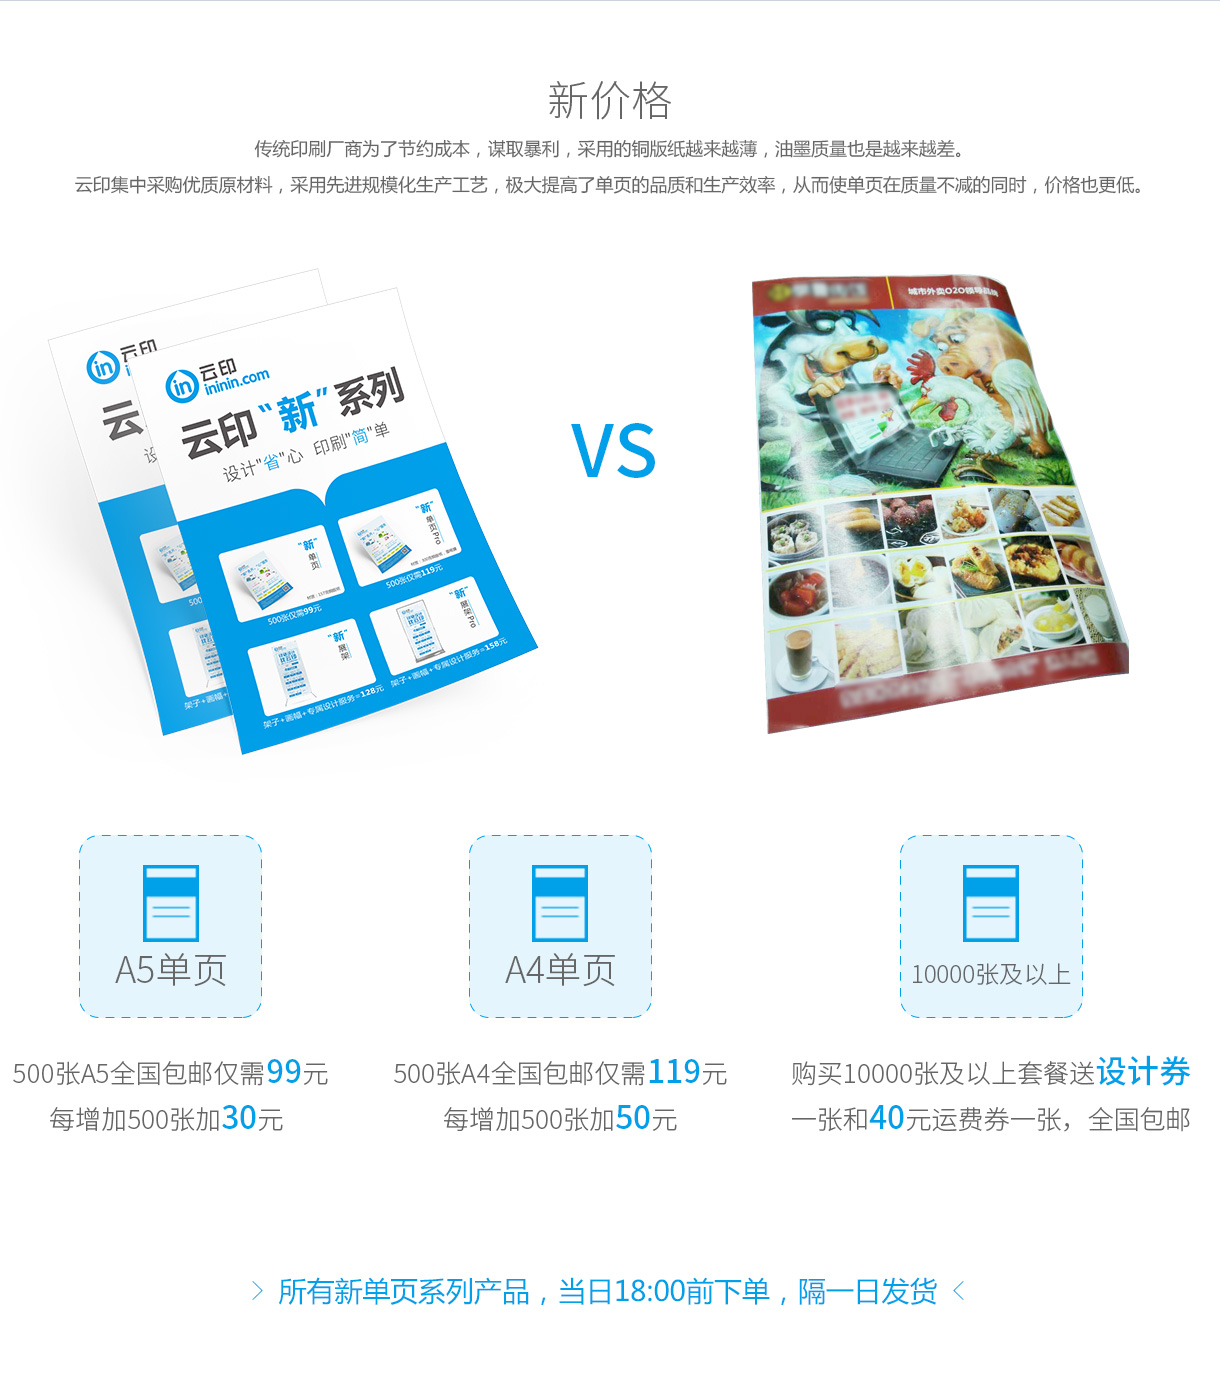 新价格
传统印刷厂商为了节约成本，谋取暴利，采用的铜版纸越来越薄，油墨质量也是越来越差。
云印集中采购优质原材料，采用先进规模化生产工艺，极大提高了单页的品质和生产效率，从而使单页在质量不减的同时，价格也更低。
in 云印
云
设
500
in 云印
ininin.com
云印“新”系列
设计"省"心 印刷"简"单
“新”
单页
500张仅需99元
“新”
单页Pro
500张仅需119元
“新”
展架
架子+画幅+专属设计服务=128元
“新”
展架Pro
架子+画幅+专属设计服务=158元
VS
城市外卖O2O领导品牌
A5单页
500张A5全国包邮仅需99元
每增加500张加30元
A4单页
500张A4全国包邮仅需119元
每增加500张加50元
10000张及以上
购买10000张及以上套餐送设计券
一张和40元运费券一张，全国包邮
所有新单页系列产品，当日18:00前下单，隔一日发货